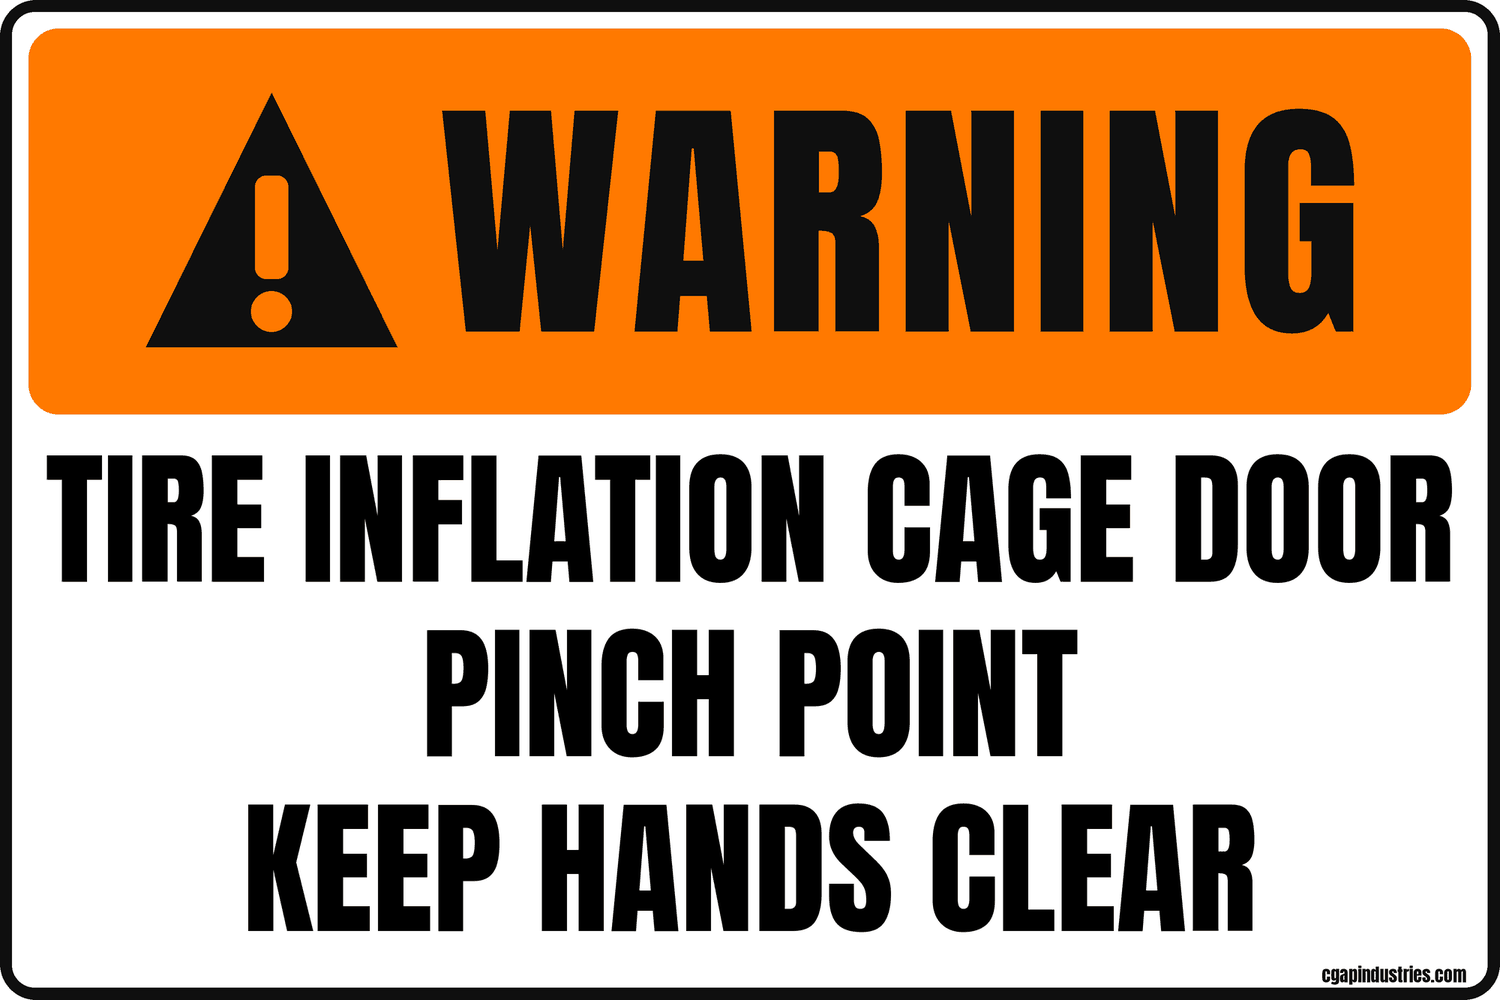 WARNING
TIRE INFLATION CAGE DOOR
PINCH POINT
KEEP HANDS CLEAR
cgapindustries.com